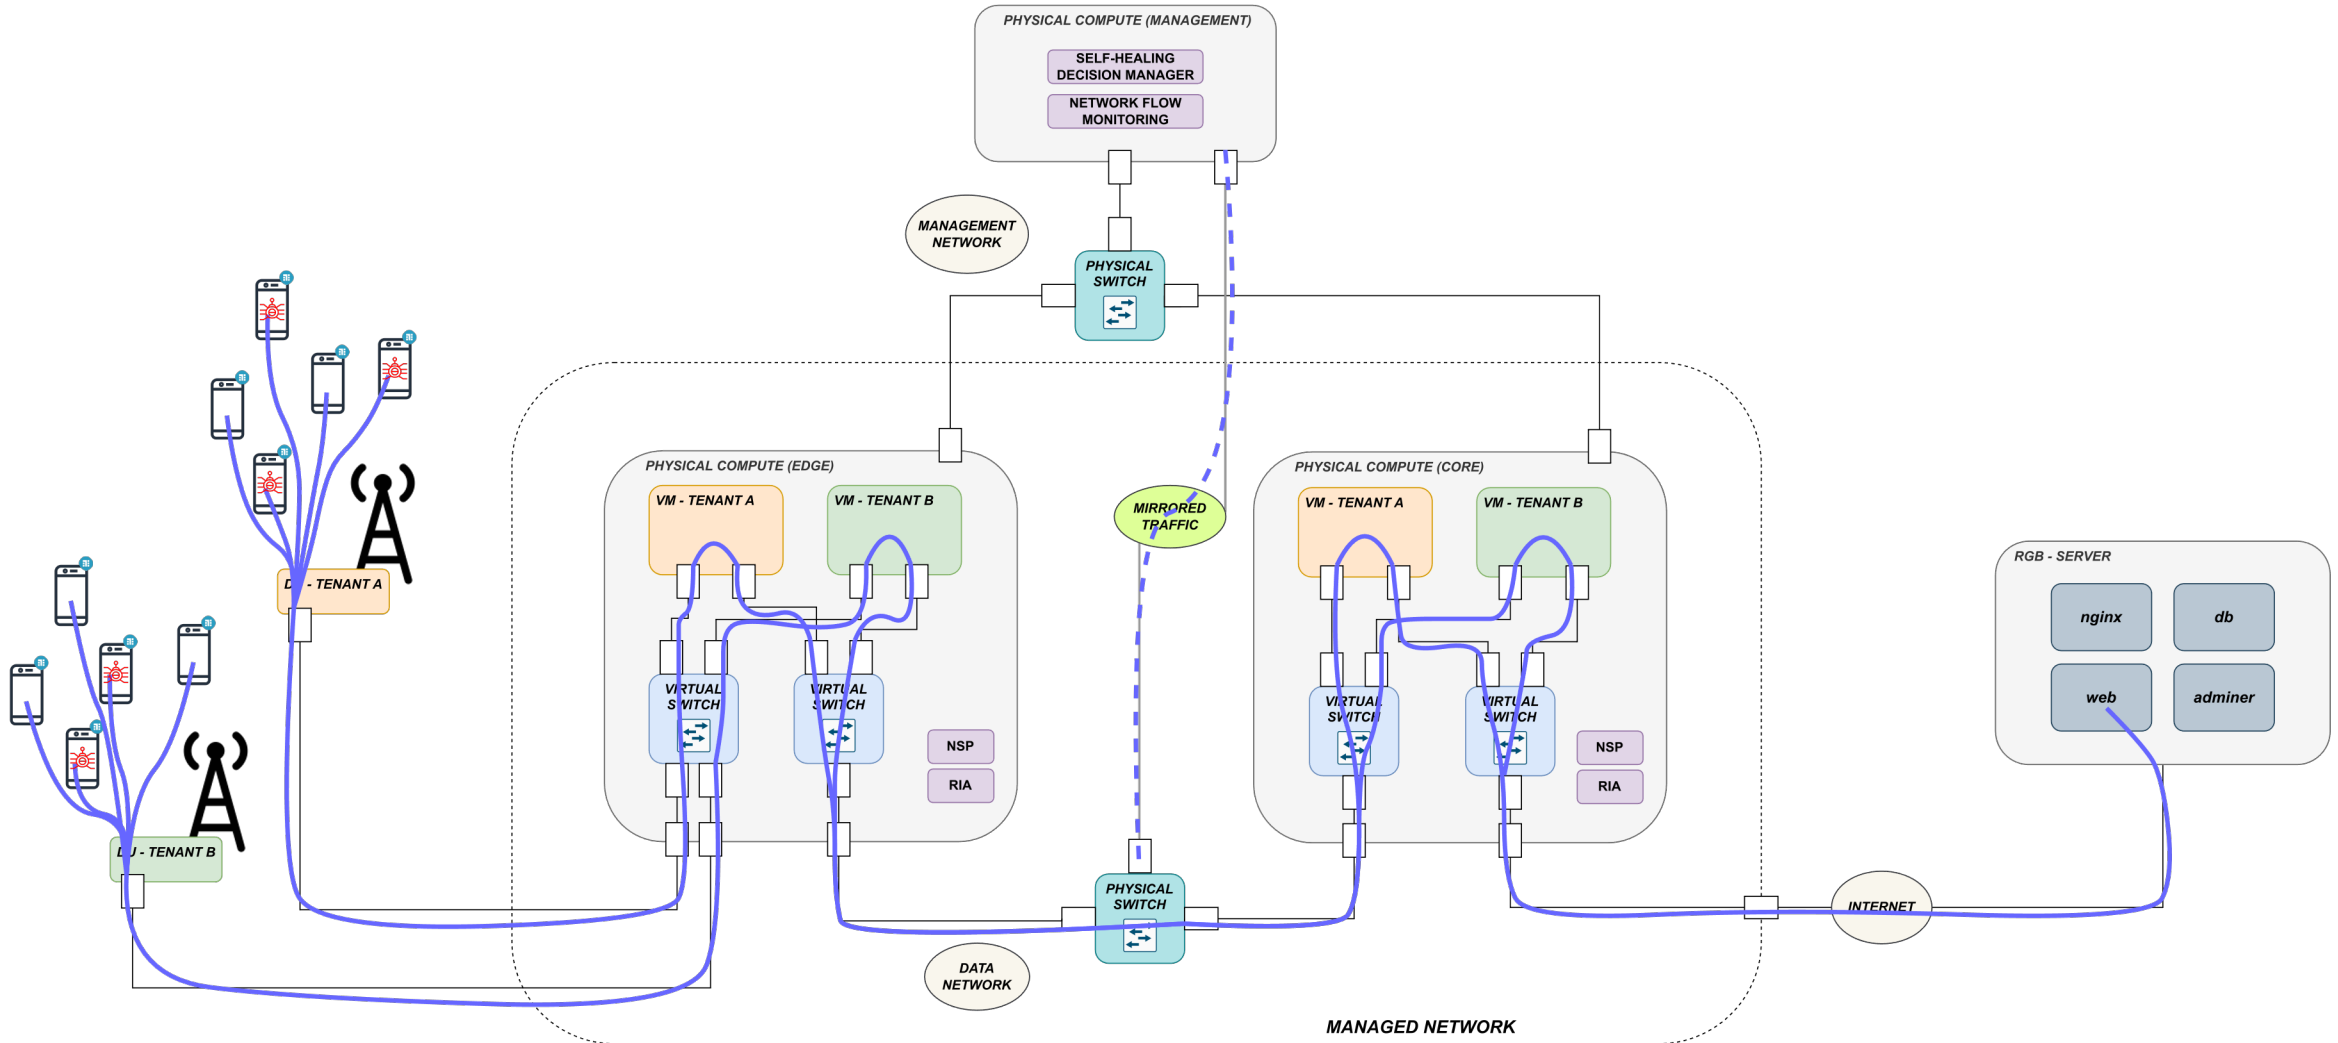 PHYSICAL COMPUTE (MANAGEMENT)
SELF-HEALING
DECISION MANAGER
NETWORK FLOW
MONITORING
MANAGEMENT
NETWORK
PHYSICAL
SWITCH
PHYSICAL COMPUTE (EDGE)
VM - TENANT A
VM - TENANT B
VIRTUAL
SWITCH
VIRTUAL
SWITCH
NSP
RIA
MIRRORED
TRAFFIC
PHYSICAL COMPUTE (CORE)
VM - TENANT A
VM - TENANT B
VIRTUAL
SWITCH
VIRTUAL
SWITCH
NSP
RIA
RGB - SERVER
nginx
db
web
adminer
DU - TENANT A
DU - TENANT B
PHYSICAL
SWITCH
DATA
NETWORK
INTERNET
MANAGED NETWORK